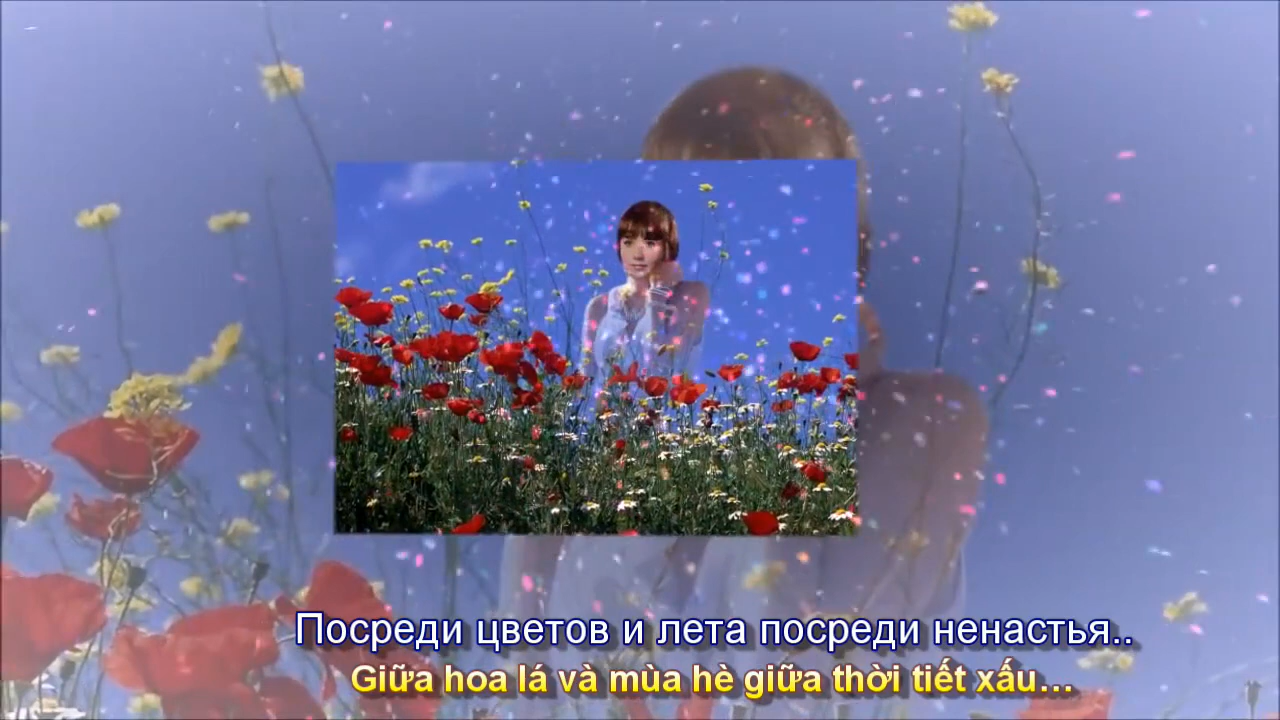 Посреди цветов и лета посреди ненастья..
Giữa hoa lá và mùa hè giữa thời tiết xấu...